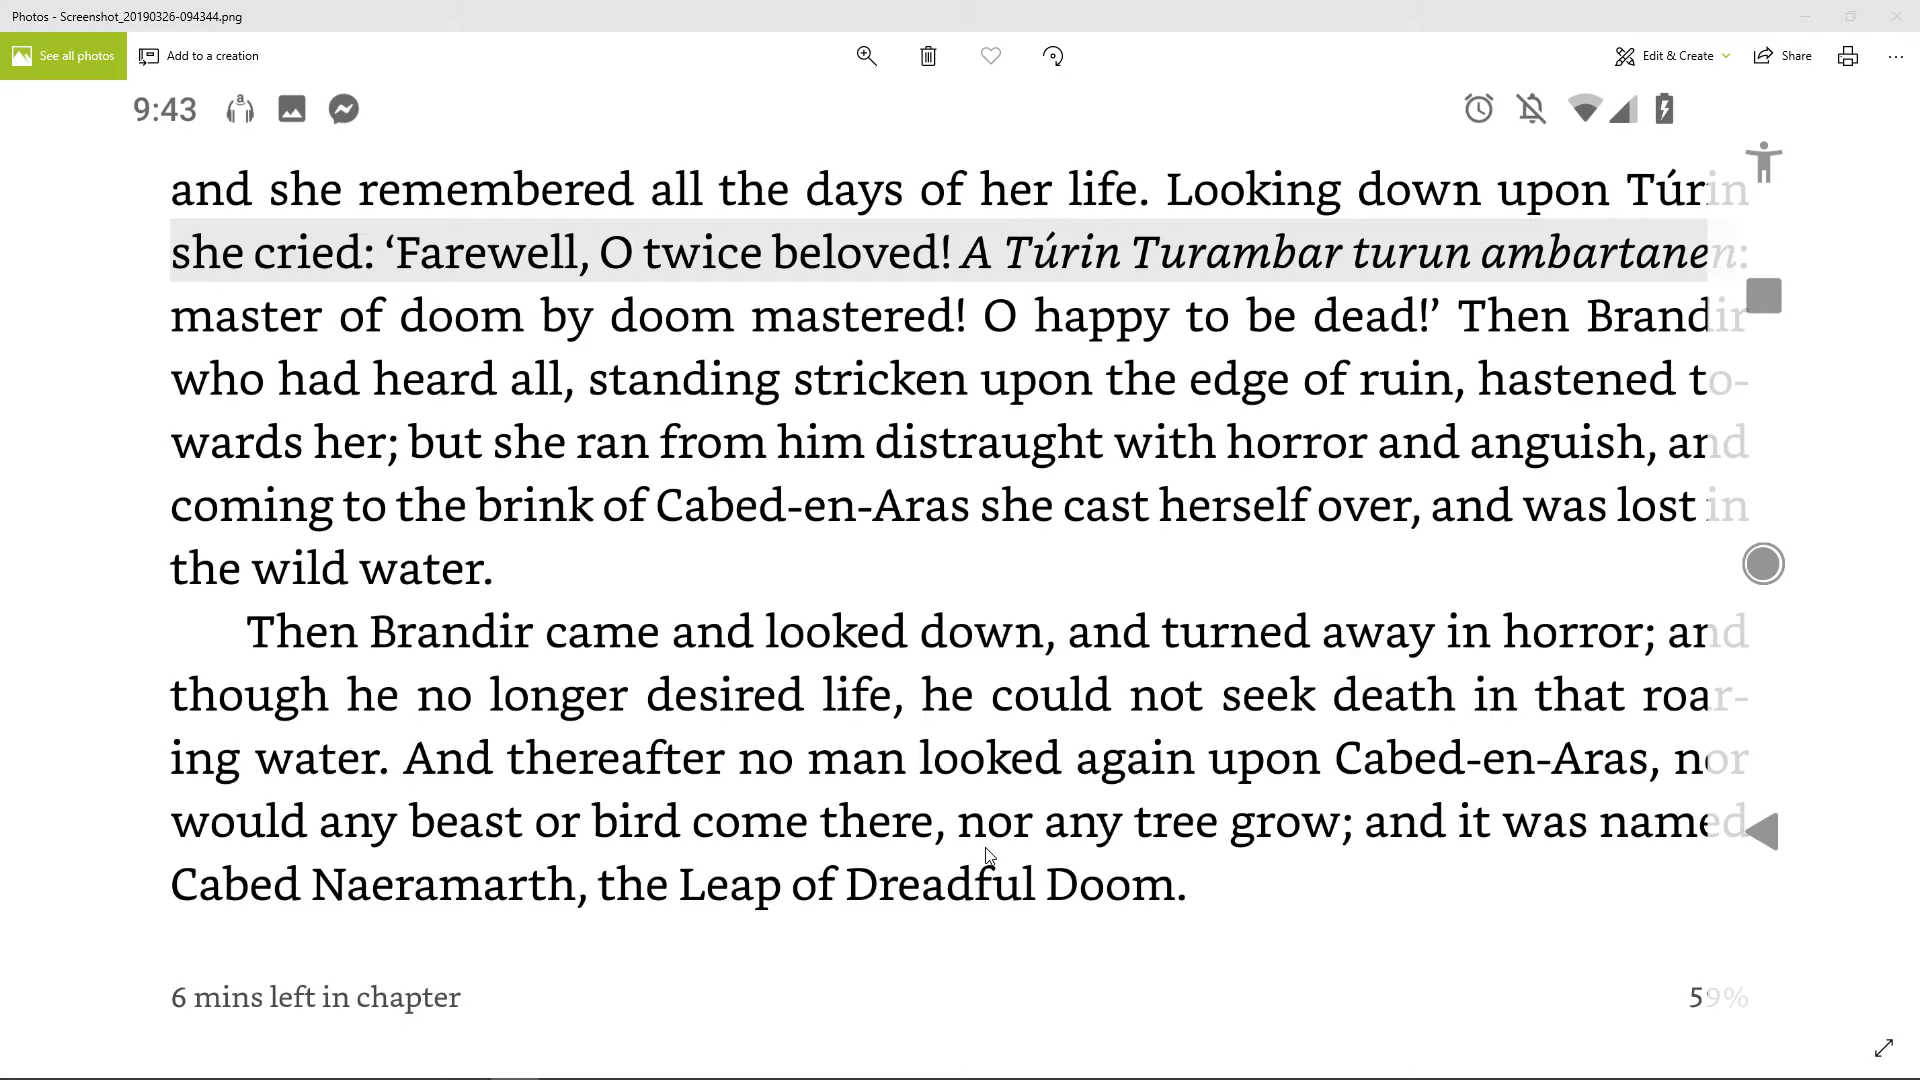 Photos - Screenshot_20190326-094344.png
See all photos
Add to a creation
Edit & Create
Share
9:43
and she remembered all the days of her life. Looking down upon Túrin
she cried: ‘Farewell, O twice beloved! A Túrin Turambar turun ambartanen:
master of doom by doom mastered! O happy to be dead!’ Then Brandir
who had heard all, standing stricken upon the edge of ruin, hastened to-
wards her; but she ran from him distraught with horror and anguish, and
coming to the brink of Cabed-en-Aras she cast herself over, and was lost in
the wild water.
Then Brandir came and looked down, and turned away in horror; and
though he no longer desired life, he could not seek death in that roar-
ing water. And thereafter no man looked again upon Cabed-en-Aras, nor
would any beast or bird come there, nor any tree grow; and it was named
Cabed Naeramarth, the Leap of Dreadful Doom.
6 mins left in chapter
59%